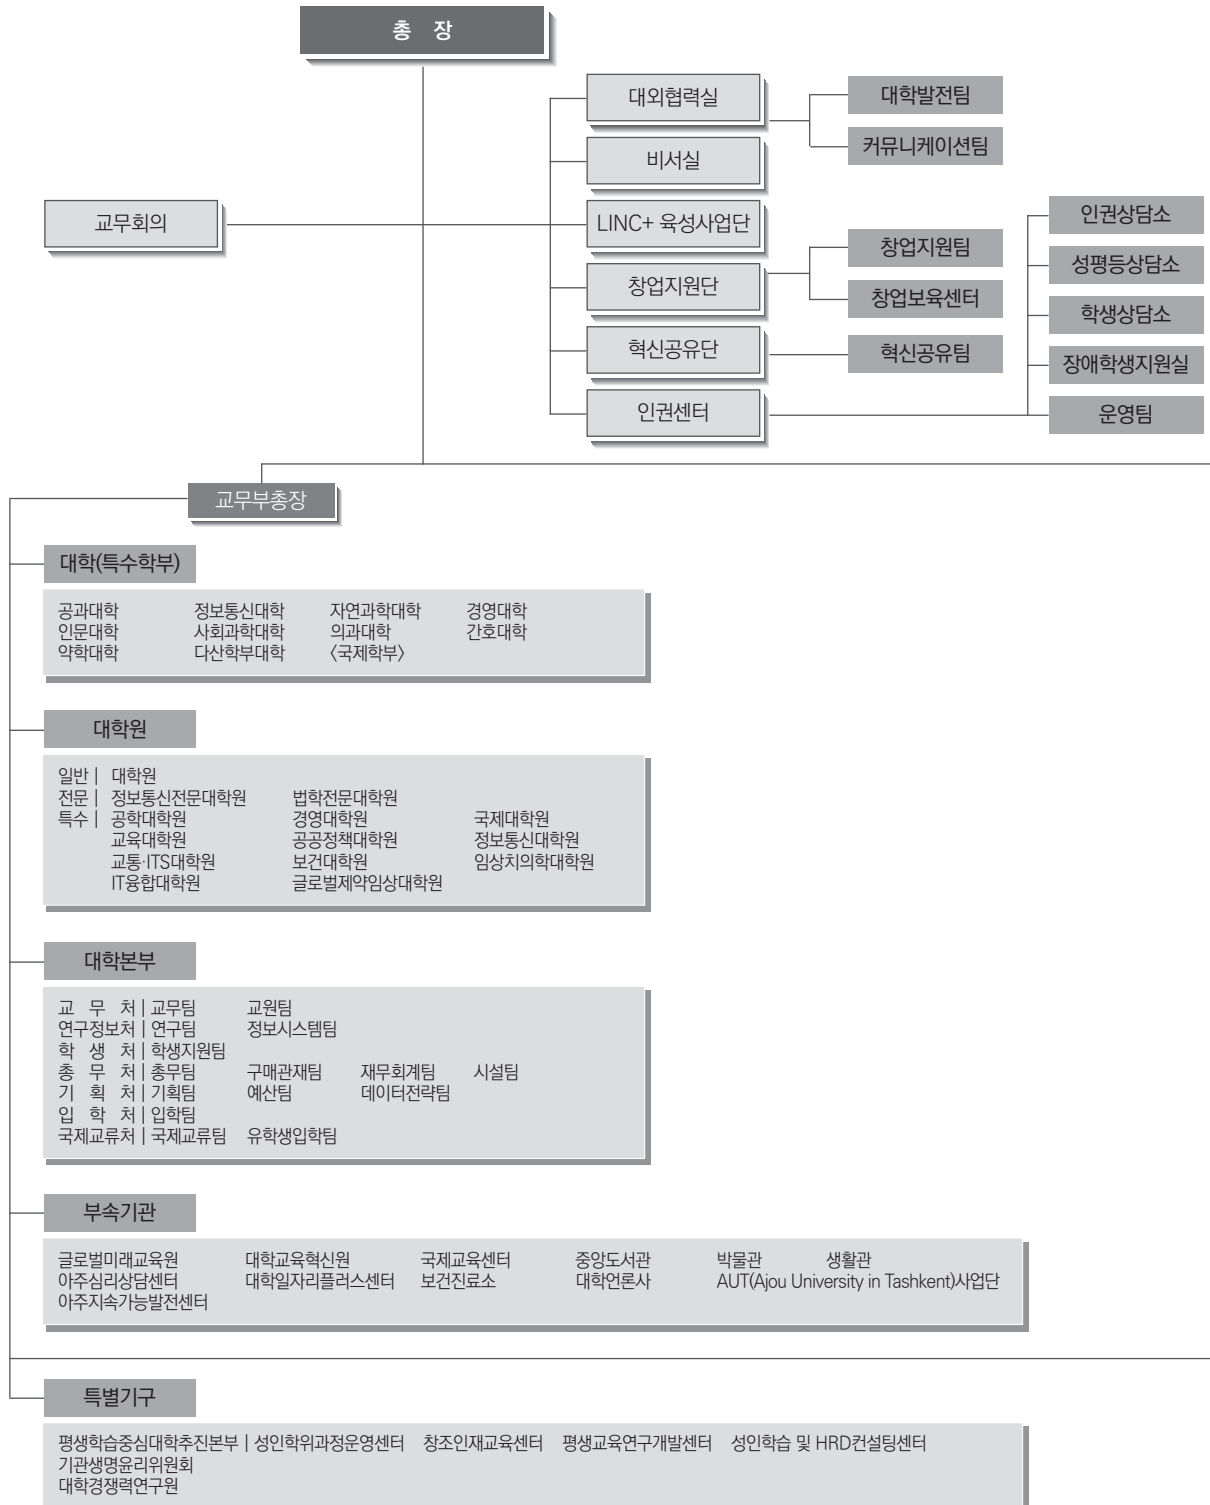 총 장
대외협력실
대학발전팀
커뮤니케이션팀
비서실
교무회의
LINC+ 육성사업단
창업지원단
창업지원팀
창업보육센터
혁신공유단
혁신공유팀
인권센터
인권상담소
성평등상담소
학생상담소
장애학생지원실
운영팀
교무부총장
대학(특수학부)
공과대학 정보통신대학 자연과학대학 경영대학
인문대학 사회과학대학 의과대학 간호대학
약학대학 다산학부대학 〈국제학부〉
대학원
일반 | 대학원
전문 | 정보통신전문대학원 법학전문대학원
특수 | 공학대학원 경영대학원 국제대학원
교육대학원 공공정책대학원 정보통신대학원
교통·ITS대학원 보건대학원 임상치의학대학원
IT융합대학원 글로벌제약임상대학원
대학본부
교 무 처 | 교무팀 교원팀
연구정보처 | 연구팀 정보시스템팀
학 생 처 | 학생지원팀
총 무 처 | 총무팀 구매관재팀 재무회계팀 시설팀
기 획 처 | 기획팀 예산팀 데이터전략팀
입 학 처 | 입학팀
국제교류처 | 국제교류팀 유학생입학팀
부속기관
글로벌미래교육원 대학교육혁신원 국제교육센터 중앙도서관 박물관 생활관
아주심리상담센터 대학일자리플러스센터 보건진료소 대학언론사 AUT(Ajou University in Tashkent)사업단
아주지속가능발전센터
특별기구
평생학습중심대학추진본부 | 성인학위과정운영센터 창조인재교육센터 평생교육연구개발센터 성인학습 및 HRD컨설팅센터
기관생명윤리위원회
대학경쟁력연구원